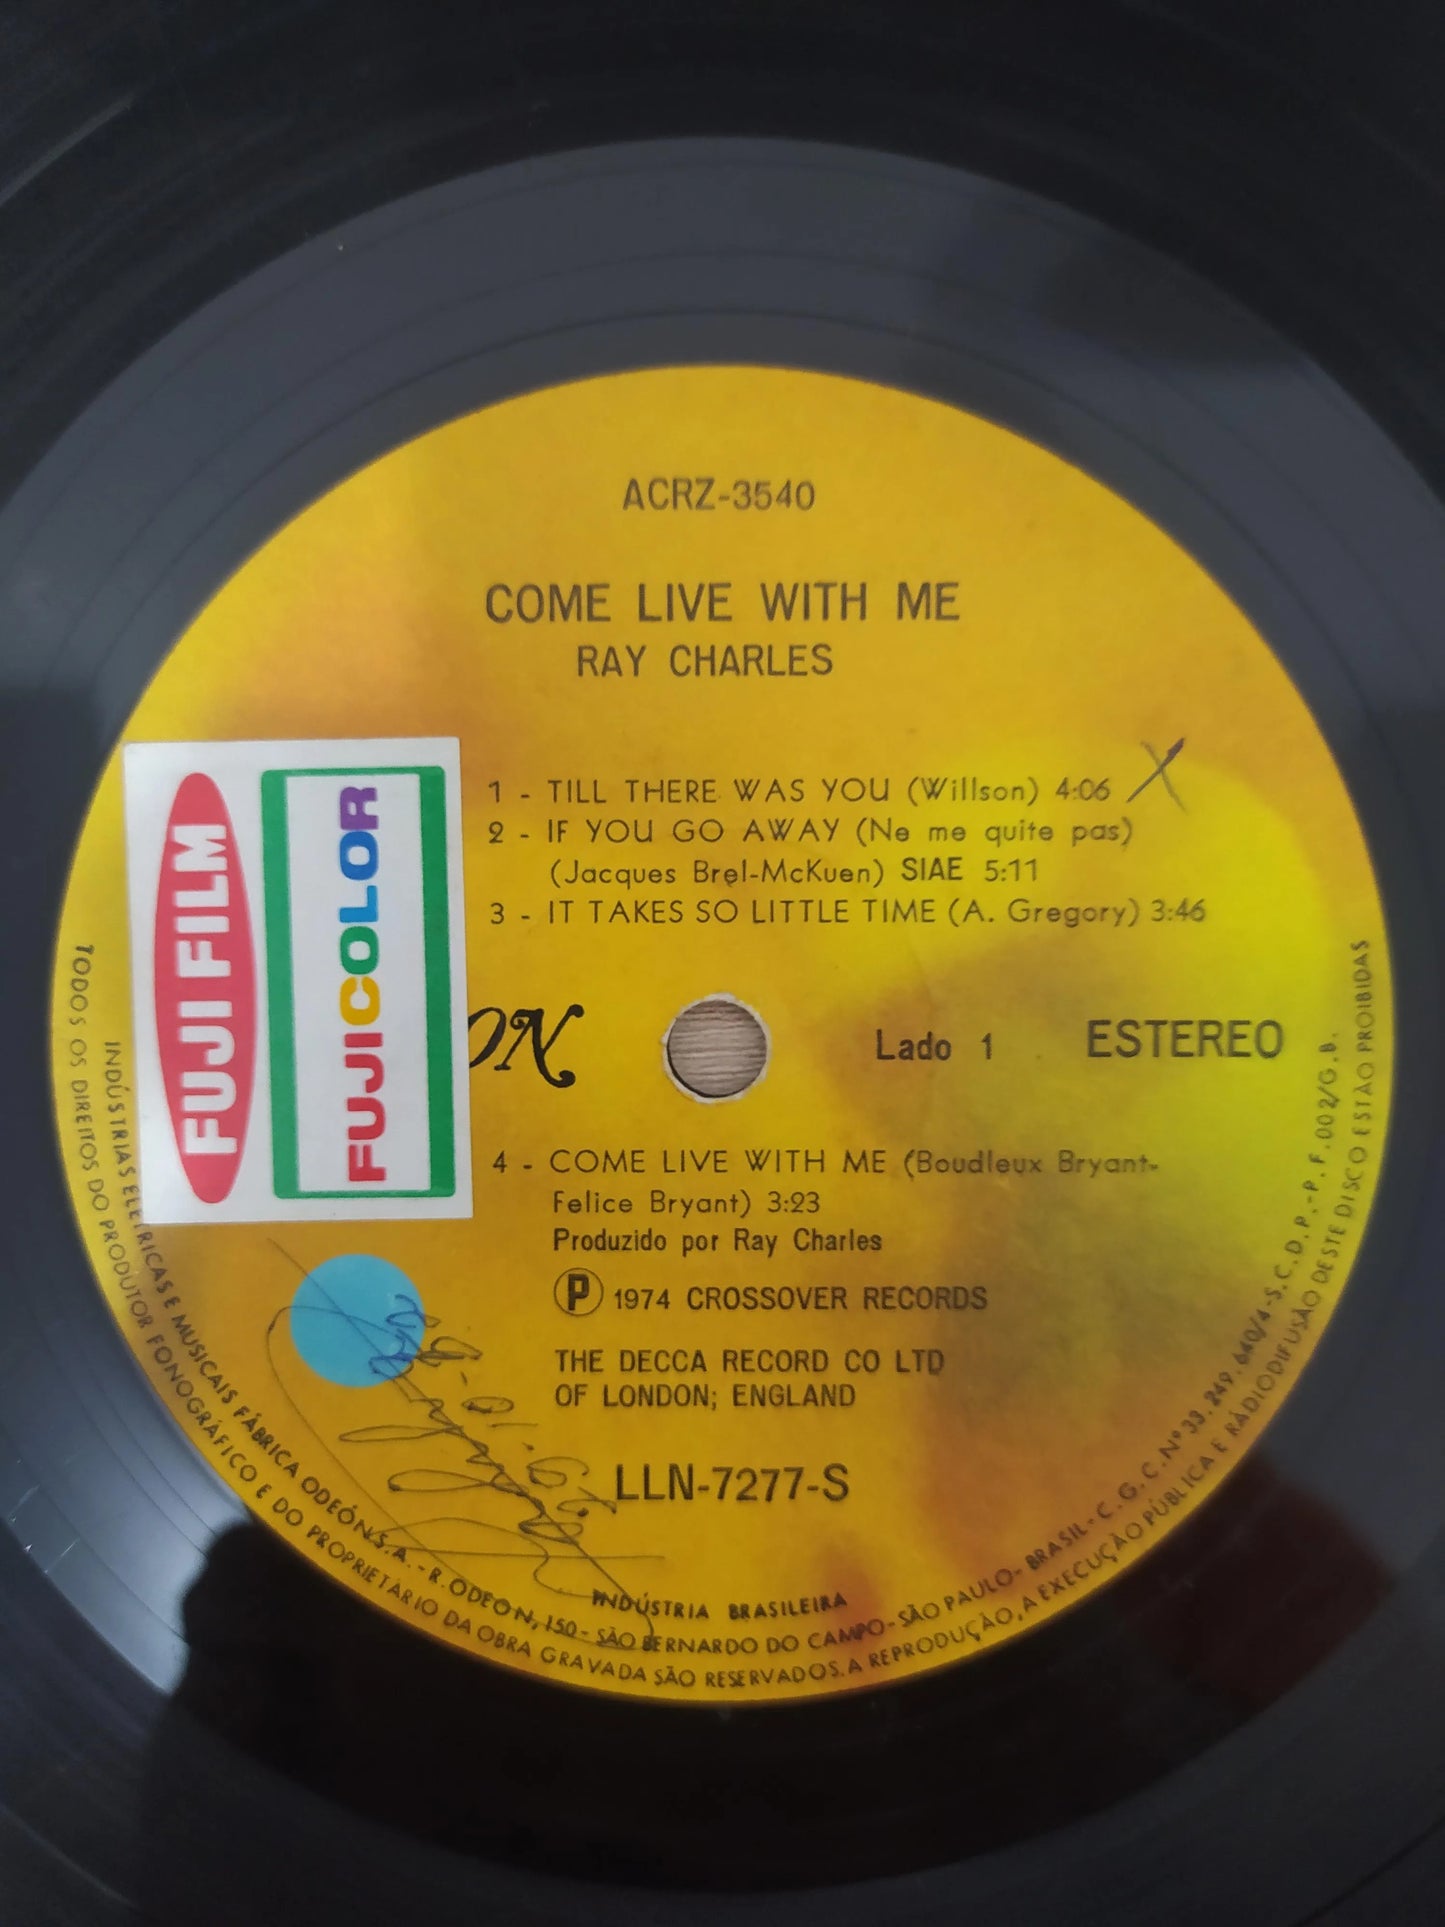 ACRZ-3540
COME LIVE WITH ME
RAY CHARLES
1 - TILL THERE WAS YOU (Willson) 4:06 X
2 - IF YOU GO AWAY (Ne me quite pas)
(Jacques Brel-McKuen) SIAE 5:11
3 - IT TAKES SO LITTLE TIME (A. Gregory) 3:46
FUJI FILM
FUJICOLOR
ON
Lado 1 ESTEREO
4 - COME LIVE WITH ME (Boudleux Bryant-
Felice Bryant) 3:23
Produzido por Ray Charles
Ⓟ 1974 CROSSOVER RECORDS
THE DECCA RECORD CO LTD
OF LONDON; ENGLAND
LLN-7277-S
INDÚSTRIA BRASILEIRA
INDÚSTRIAS ELETRICAS E MUSICAIS FÁBRICA ODEÓN S.A. - R. ODEON, 150 - SÃO BERNARDO DO CAMPO - SÃO PAULO - BRASIL - C.G.C. Nº 33.249.640/4 - S.C.D.P. - P.F. 002/G.B.
TODOS OS DIREITOS DO PRODUTOR FONOGRÁFICO E DO PROPRIETÁRIO DA OBRA GRAVADA SÃO RESERVADOS. A REPRODUÇÃO, A EXECUÇÃO PÚBLICA E RÁDIODIFUSÃO DESTE DISCO ESTÃO PROIBIDAS